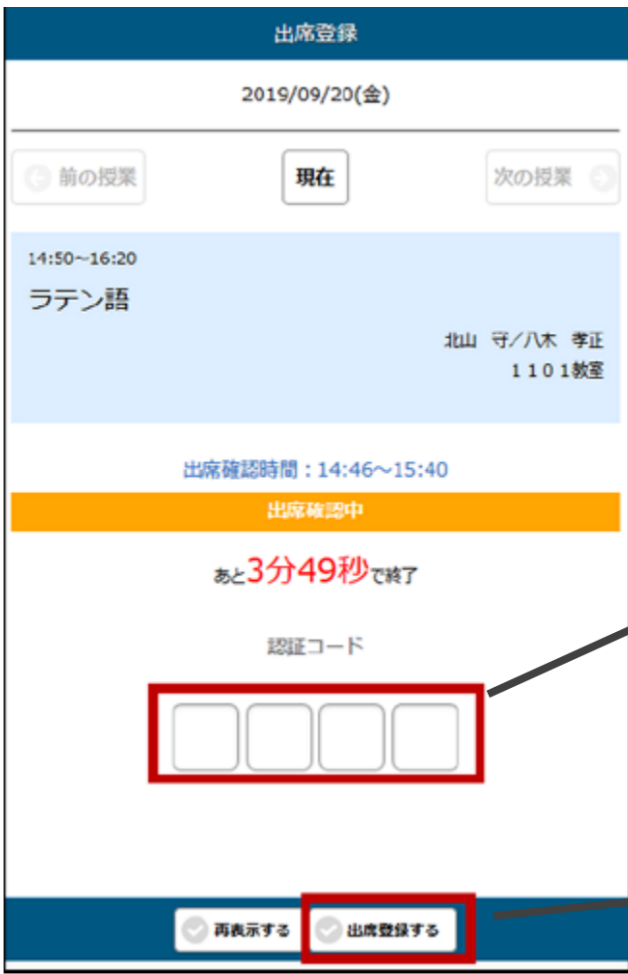 出席登録
2019/09/20(金)
前の授業
現在
次の授業
14:50～16:20
ラテン語
北山　守／八木　孝正
１１０１教室
出席確認時間：14:46～15:40
出席確認中
あと3分49秒で終了
認証コード
再表示する
出席登録する